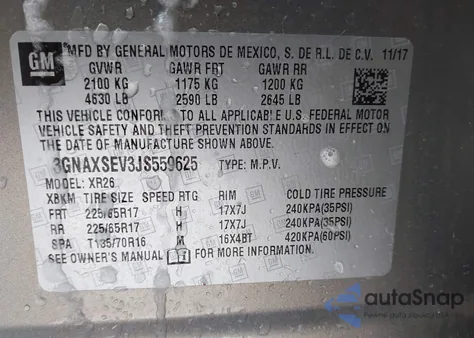 GM
MFD BY GENERAL MOTORS DE MEXICO, S. DE R.L. DE C.V. 11/17
GVWR GAWR FRT GAWR RR
2100 KG 1175 KG 1200 KG
4630 LB 2590 LB 2645 LB
THIS VEHICLE CONFORMS TO ALL APPLICABLE U.S. FEDERAL MOTOR
VEHICLE SAFETY AND THEFT PREVENTION STANDARDS IN EFFECT ON
THE DATE OF MANUFACTURE SHOWN ABOVE.
3GNAXSEV3JS559625 TYPE: M.P.V.
MODEL: XR26
XBKM TIRE SIZE SPEED RTG RIM COLD TIRE PRESSURE
FRT 225/65R17 H 17X7J 240KPA(35PSI)
RR 225/65R17 H 17X7J 240KPA(35PSI)
SPA T135/70R16 M 16X4BT 420KPA(60PSI)
SEE OWNER'S MANUAL FOR MORE INFORMATION.
autoSnap